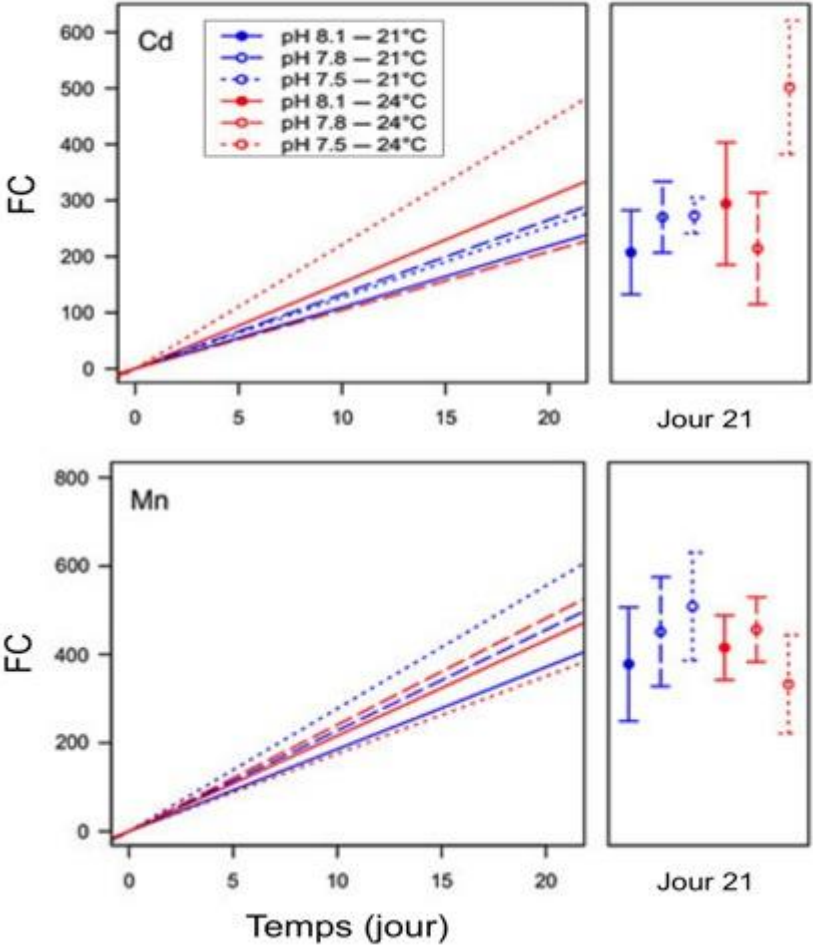 Cd
pH 8.1 — 21°C
pH 7.8 — 21°C
pH 7.5 — 21°C
pH 8.1 — 24°C
pH 7.8 — 24°C
pH 7.5 — 24°C
FC
600
500
400
300
200
100
0
0 5 10 15 20
Jour 21
Mn
FC
800
600
400
200
0
0 5 10 15 20
Jour 21
Temps (jour)